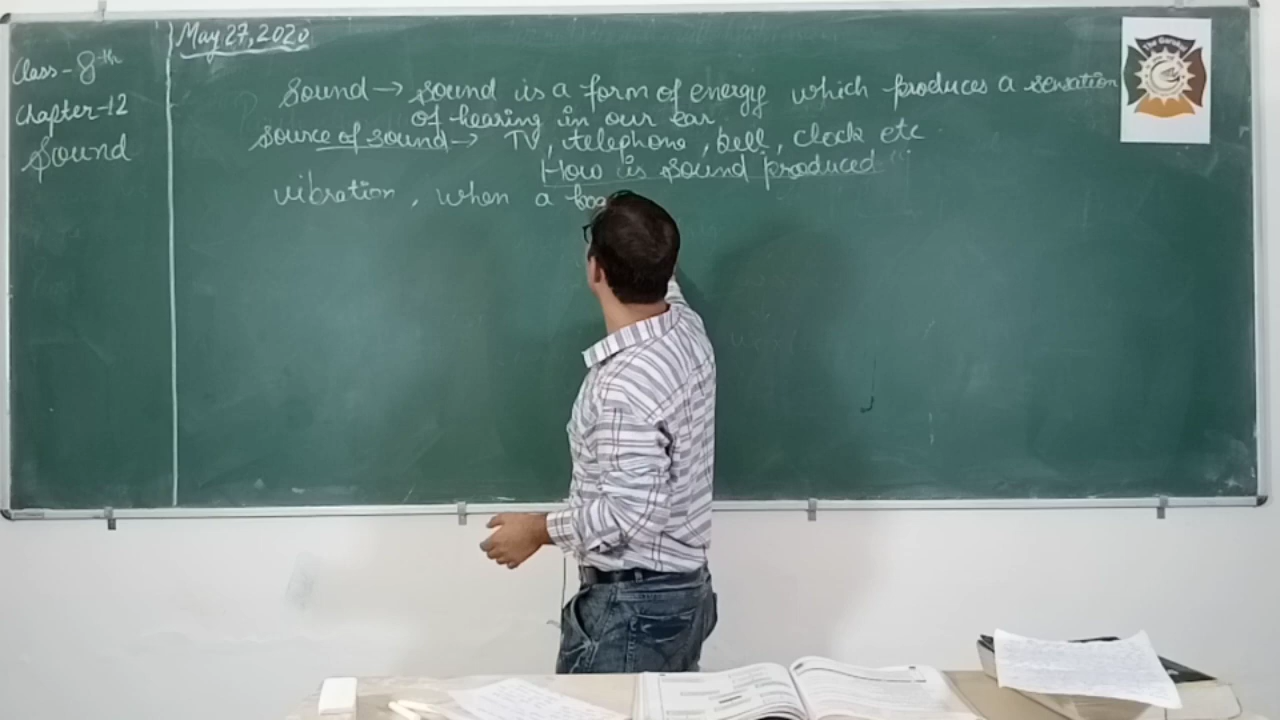 May 27, 2020
Class - 8th
Chapter-12
Sound
Sound → sound is a form of energy which produces a sensation
of hearing in our ear.
Source of sound → TV, telephone, bell, clock etc
How is sound produced
vibration, when a